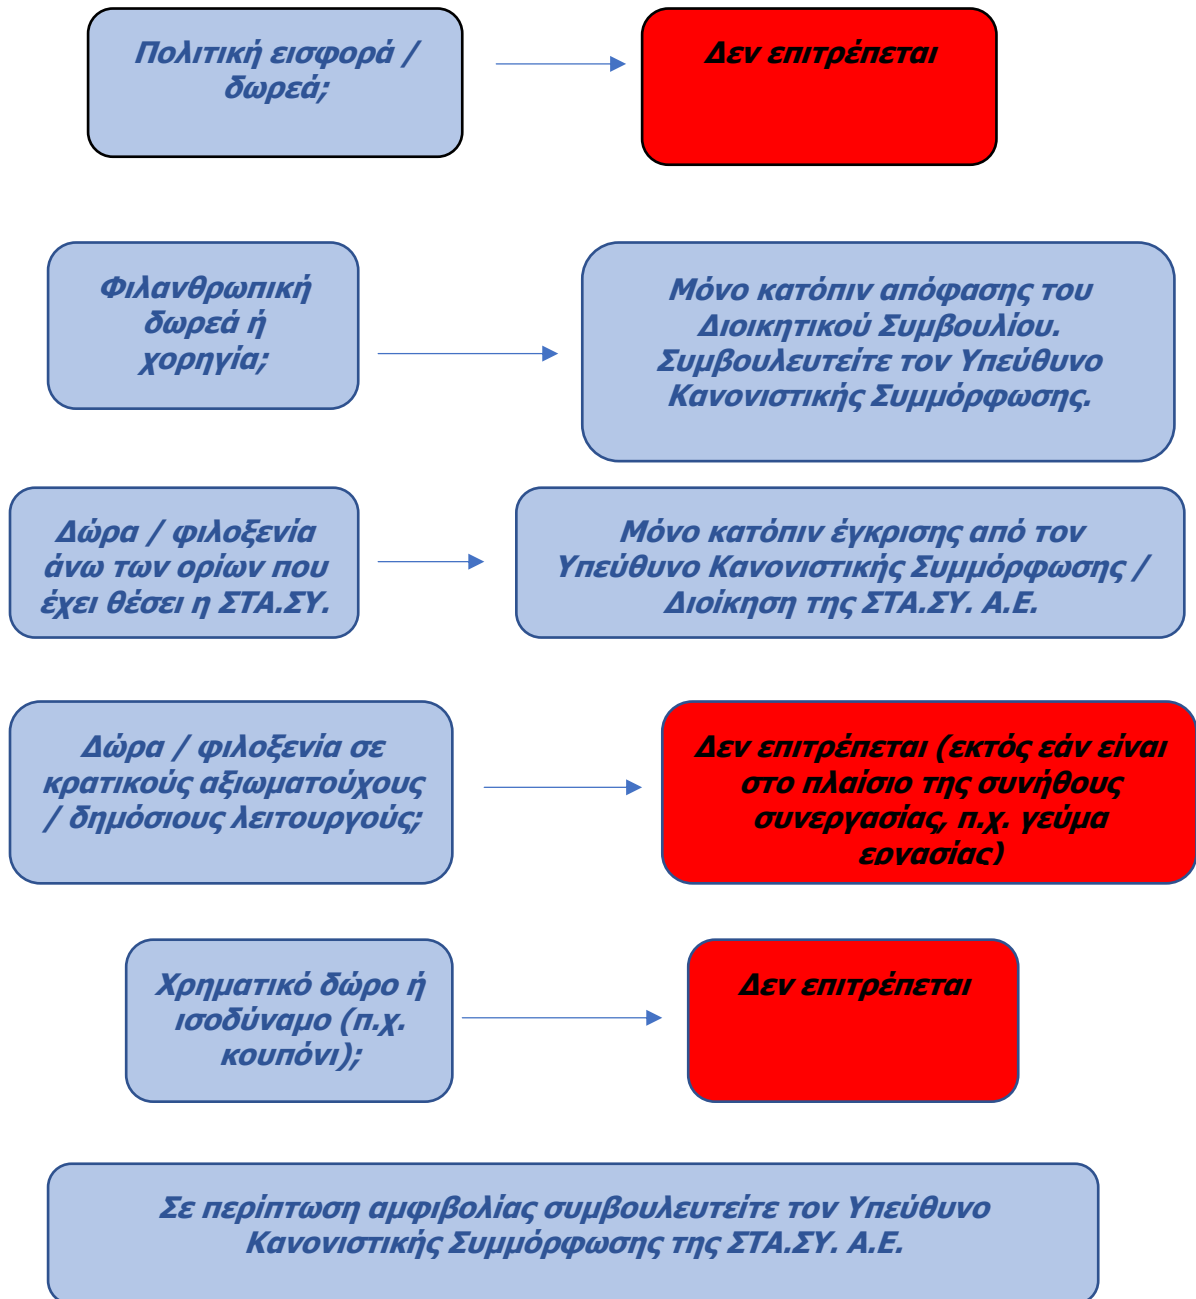 Πολιτική εισφορά /
δωρεά;
Δεν επιτρέπεται
Φιλανθρωπική
δωρεά ή
χορηγία;
Μόνο κατόπιν απόφασης του
Διοικητικού Συμβουλίου.
Συμβουλευτείτε τον Υπεύθυνο
Κανονιστικής Συμμόρφωσης.
Δώρα / φιλοξενία
άνω των ορίων που
έχει θέσει η ΣΤΑ.ΣΥ.
Μόνο κατόπιν έγκρισης από τον
Υπεύθυνο Κανονιστικής Συμμόρφωσης /
Διοίκηση της ΣΤΑ.ΣΥ. Α.Ε.
Δώρα / φιλοξενία σε
κρατικούς αξιωματούχους
/ δημόσιους λειτουργούς;
Δεν επιτρέπεται (εκτός εάν είναι
στο πλαίσιο της συνήθους
συνεργασίας, π.χ. γεύμα
εργασίας)
Χρηματικό δώρο ή
ισοδύναμο (π.χ.
κουπόνι);
Δεν επιτρέπεται
Σε περίπτωση αμφιβολίας συμβουλευτείτε τον Υπεύθυνο
Κανονιστικής Συμμόρφωσης της ΣΤΑ.ΣΥ. Α.Ε.